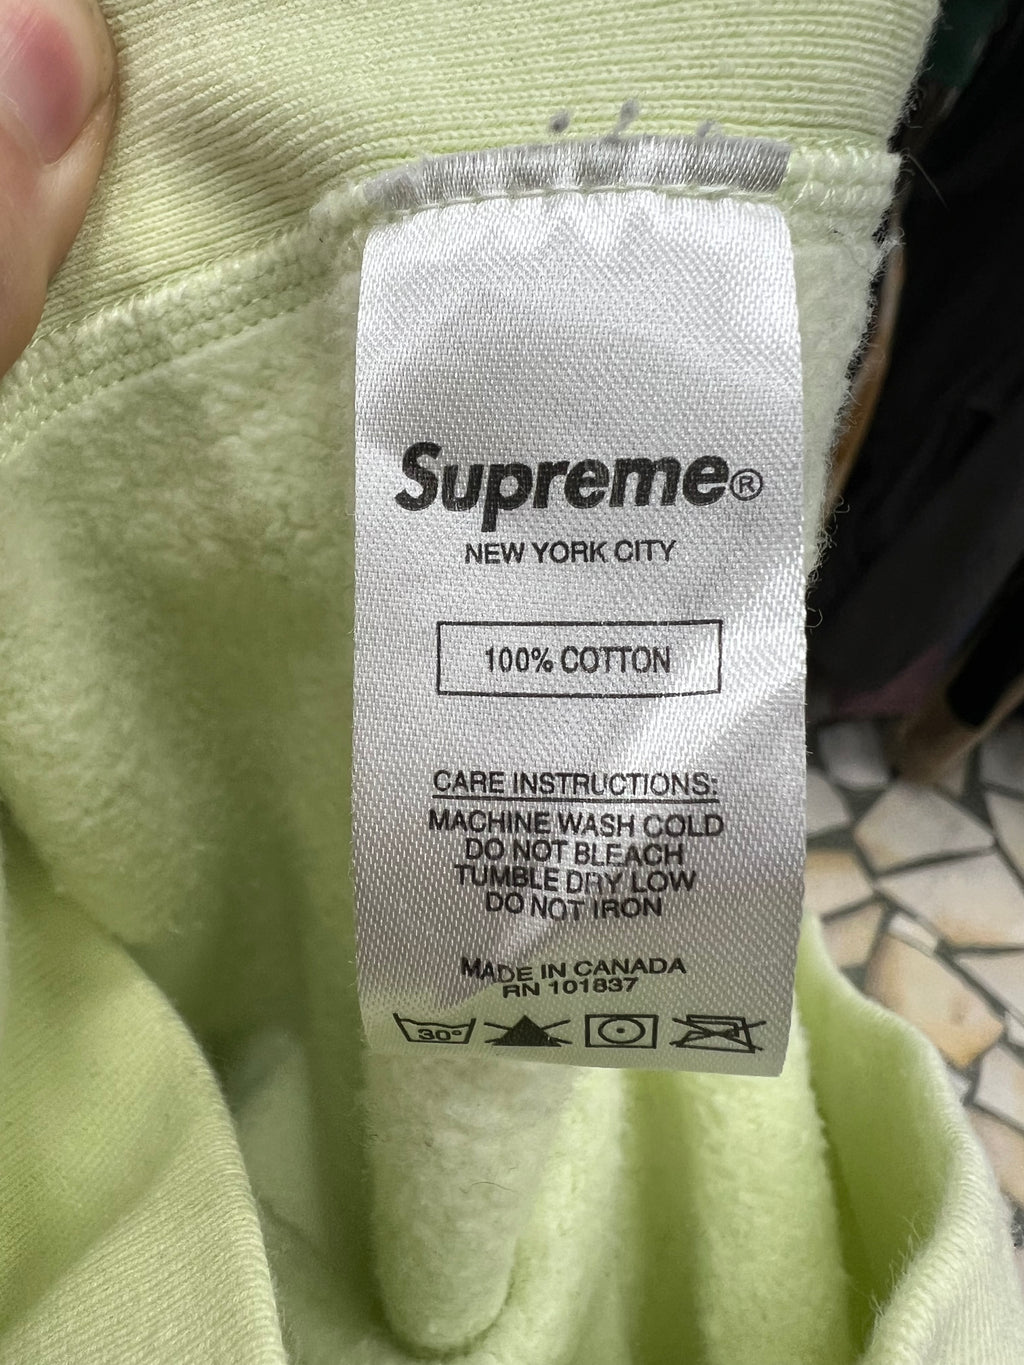 Supreme®
NEW YORK CITY
100% COTTON
CARE INSTRUCTIONS:
MACHINE WASH COLD
DO NOT BLEACH
TUMBLE DRY LOW
DO NOT IRON
MADE IN CANADA
RN 101837
30°